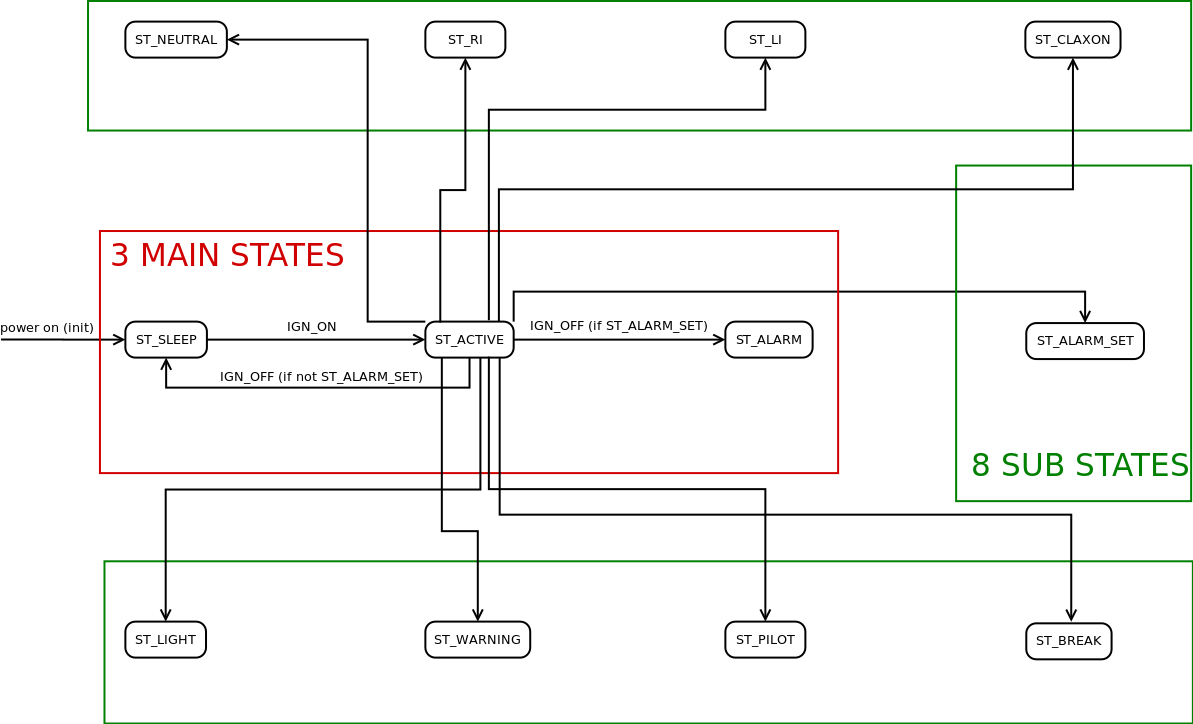 ST_NEUTRAL
ST_RI
ST_LI
ST_CLAXON
3 MAIN STATES
power on (init)
ST_SLEEP
IGN_ON
ST_ACTIVE
IGN_OFF (if ST_ALARM_SET)
ST_ALARM
ST_ALARM_SET
IGN_OFF (if not ST_ALARM_SET)
8 SUB STATES
ST_LIGHT
ST_WARNING
ST_PILOT
ST_BREAK